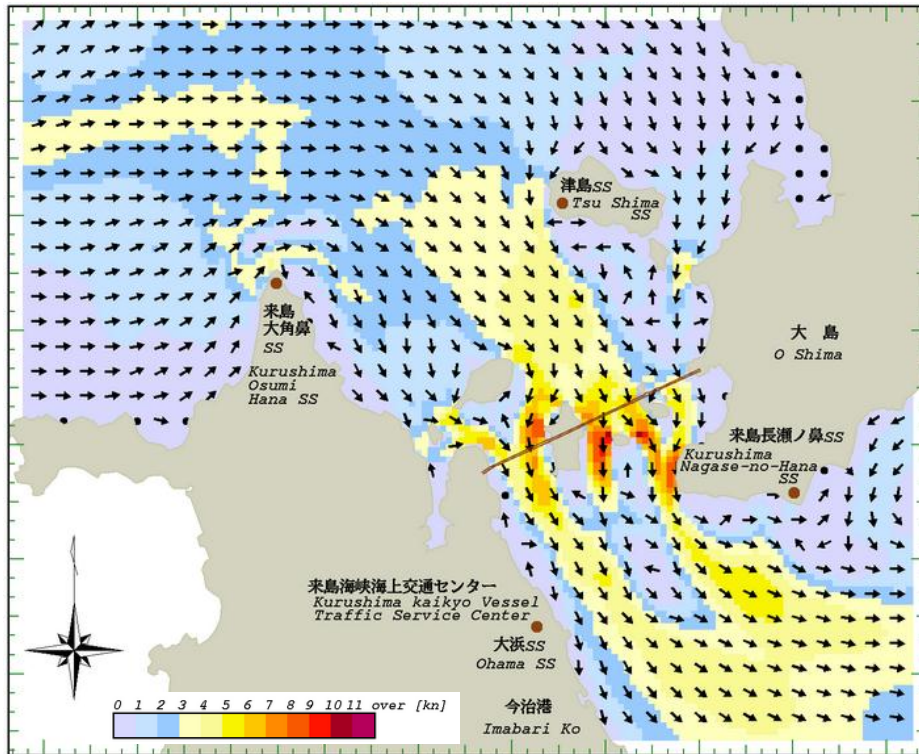 津島SS
Tsu Shima
SS
来島
大角鼻
SS
Kurushima
Osumi
Hana SS
大　島
O Shima
来島長瀬ノ鼻SS
Kurushima
Nagase-no-Hana
SS
来島海峡海上交通センター
Kurushima kaikyo Vessel
Traffic Service Center
大浜SS
Ohama SS
今治港
Imabari Ko
0 1 2 3 4 5 6 7 8 9 10 11 over [kn]